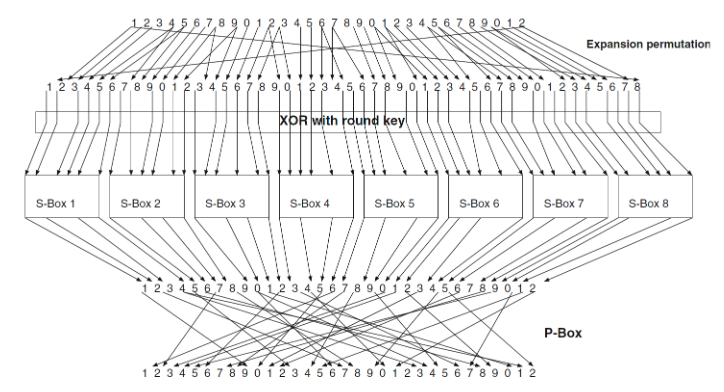 1 2 3 4 5 6 7 8 9 0 1 2 3 4 5 6 7 8 9 0 1 2 3 4 5 6 7 8 9 0 1 2
Expansion permutation
1 2 3 4 5 6 7 8 9 0 1 2 3 4 5 6 7 8 9 0 1 2 3 4 5 6 7 8 9 0 1 2 3 4 5 6 7 8 9 0 1 2 3 4 5 6 7 8
XOR with round key
S-Box 1 S-Box 2 S-Box 3 S-Box 4 S-Box 5 S-Box 6 S-Box 7 S-Box 8
1 2 3 4 5 6 7 8 9 0 1 2 3 4 5 6 7 8 9 0 1 2 3 4 5 6 7 8 9 0 1 2
P-Box
1 2 3 4 5 6 7 8 9 0 1 2 3 4 5 6 7 8 9 0 1 2 3 4 5 6 7 8 9 0 1 2